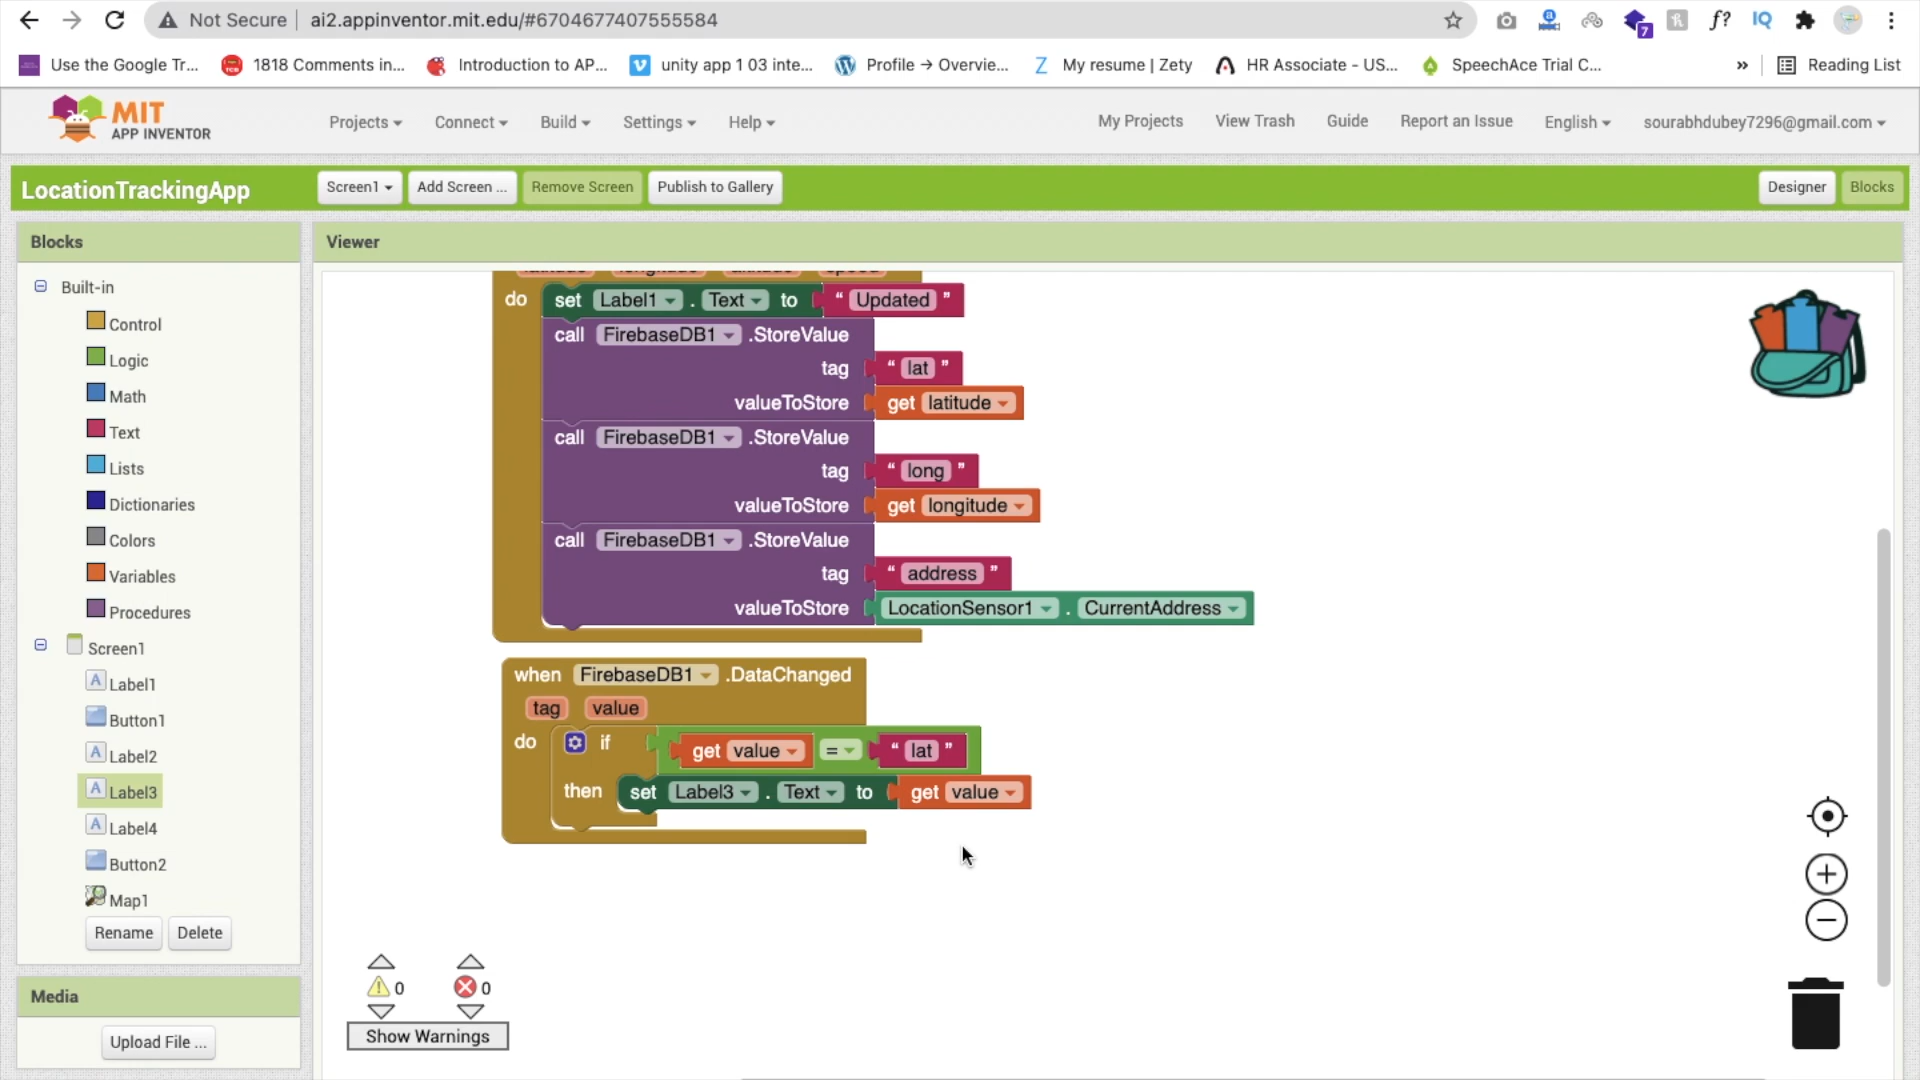 Not Secure | ai2.appinventor.mit.edu/#6704677407555584
7
f?
IQ
Use the Google Tr...
1818 Comments in...
Introduction to AP...
unity app 1 03 inte...
Profile → Overvie...
My resume | Zety
HR Associate - US...
SpeechAce Trial C...
»
Reading List
MIT
APP INVENTOR
Projects
Connect
Build
Settings
Help
My Projects
View Trash
Guide
Report an Issue
English
sourabhdubey7296@gmail.com
LocationTrackingApp
Screen1
Add Screen ...
Remove Screen
Publish to Gallery
Designer
Blocks
Blocks
Viewer
Built-in
Control
Logic
Math
Text
Lists
Dictionaries
Colors
Variables
Procedures
Screen1
Label1
Button1
Label2
Label3
Label4
Button2
Map1
Rename
Delete
Media
Upload File ...
latitude longitude altitude speed
do set Label1 . Text to “ Updated ”
call FirebaseDB1 .StoreValue
tag “ lat ”
valueToStore get latitude
call FirebaseDB1 .StoreValue
tag “ long ”
valueToStore get longitude
call FirebaseDB1 .StoreValue
tag “ address ”
valueToStore LocationSensor1 . CurrentAddress
when FirebaseDB1 .DataChanged
tag value
do if get value = “ lat ”
then set Label3 . Text to get value
0 0
Show Warnings